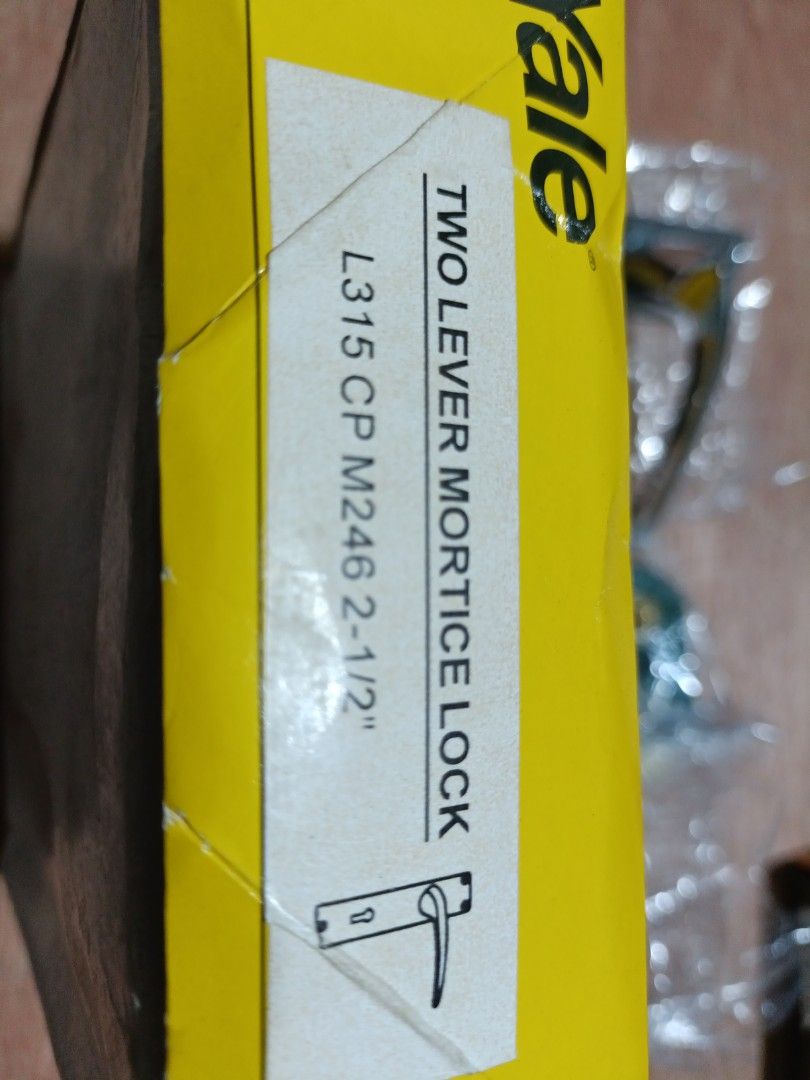 Yale®
TWO LEVER MORTICE LOCK
L315 CP M246 2-1/2"